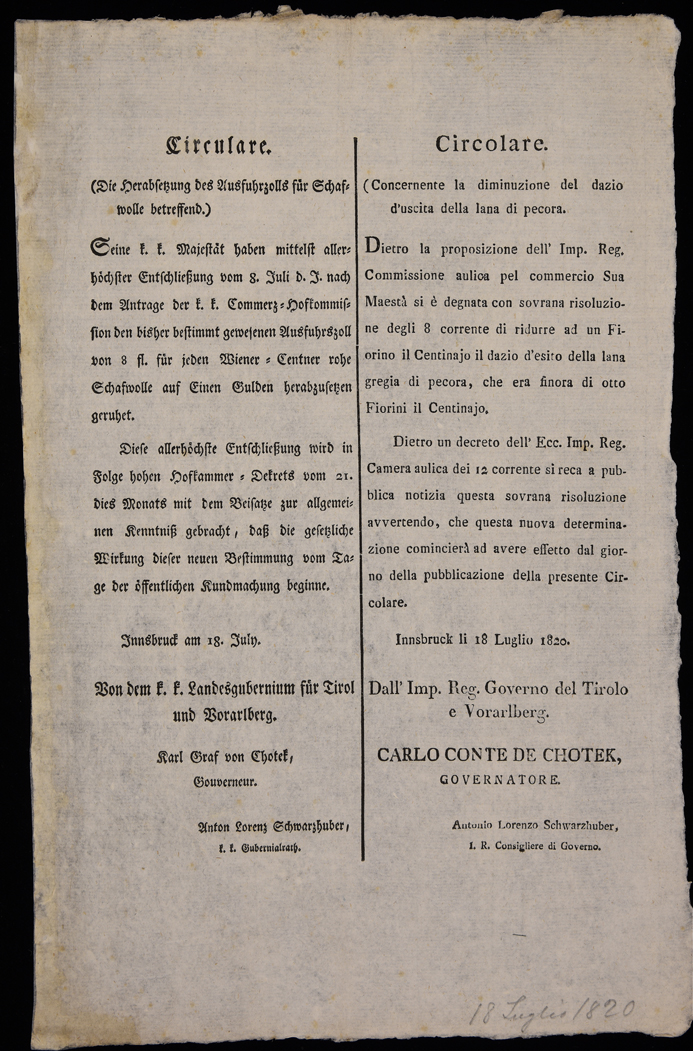 Circulare.
(Die Herabsetzung des Ausfuhrzolls für Schaf-
wolle betreffend.)
Seine k. k. Majestät haben mittelst aller-
höchster Entschließung vom 8. Juli d. J. nach
dem Antrage der k. k. Commerz-Hofkommis-
sion den bisher bestimmt gewesenen Ausfuhrszoll
von 8 fl. für jeden Wiener-Centner rohe
Schafwolle auf Einen Gulden herabzusetzen
geruhet.
Diese allerhöchste Entschließung wird in
Folge hohen Hofkammer-Dekrets vom 21.
dies Monats mit dem Beisatze zur allgemei-
nen Kenntniß gebracht, daß die gesetzliche
Wirkung dieser neuen Bestimmung vom Ta-
ge der öffentlichen Kundmachung beginne.
Innsbruck am 18. July.
Von dem k. k. Landesgubernium für Tirol
und Vorarlberg.
Karl Graf von Chotek,
Gouverneur.
Anton Lorenz Schwarzhuber,
k. k. Gubernialrath.
Circolare.
(Concernente la diminuzione del dazio
d'uscita della lana di pecora.
Dietro la proposizione dell' Imp. Reg.
Commissione aulica pel commercio Sua
Maestà si è degnata con sovrana risoluzio-
ne degli 8 corrente di ridurre ad un Fi-
orino il Centinajo il dazio d'esito della lana
gregia di pecora, che era finora di otto
Fiorini il Centinajo.
Dietro un decreto dell' Ecc. Imp. Reg.
Camera aulica dei 12 corrente si reca a pub-
blica notizia questa sovrana risoluzione
avvertendo, che questa nuova determina-
zione comincierà ad avere effetto dal gior-
no della pubblicazione della presente Cir-
colare.
Innsbruck li 18 Luglio 1820.
Dall' Imp. Reg. Governo del Tirolo
e Vorarlberg.
CARLO CONTE DE CHOTEK,
GOVERNATORE.
Antonio Lorenzo Schwarzhuber,
I. R. Consigliere di Governo.
18 Luglio 1820